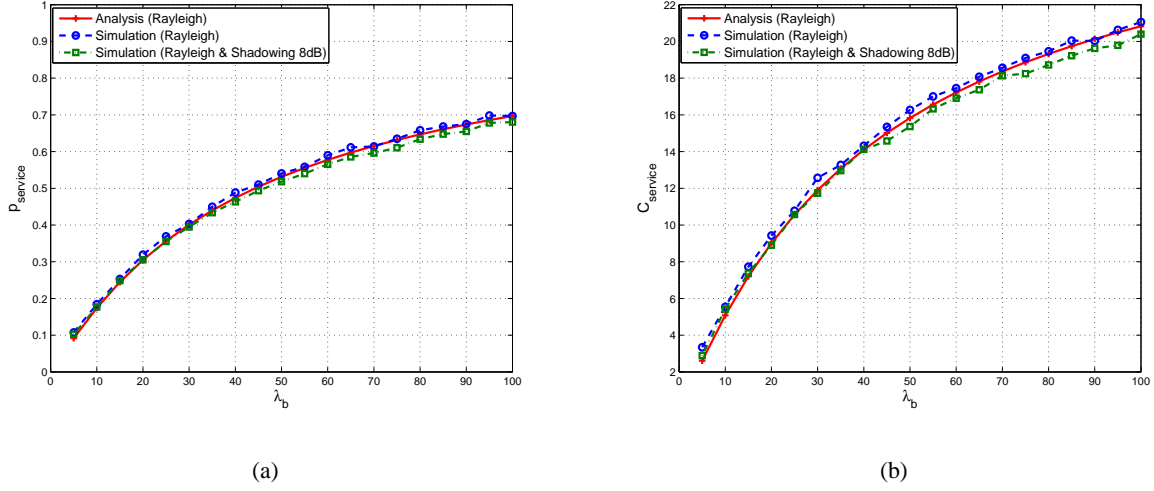 Analysis (Rayleigh)
Simulation (Rayleigh)
Simulation (Rayleigh & Shadowing 8dB)
1
0.9
0.8
0.7
0.6
0.5
0.4
0.3
0.2
0.1
0
0 10 20 30 40 50 60 70 80 90 100
p_service
λ_b
(a)
Analysis (Rayleigh)
Simulation (Rayleigh)
Simulation (Rayleigh & Shadowing 8dB)
22
20
18
16
14
12
10
8
6
4
2
0 10 20 30 40 50 60 70 80 90 100
C_service
λ_b
(b)